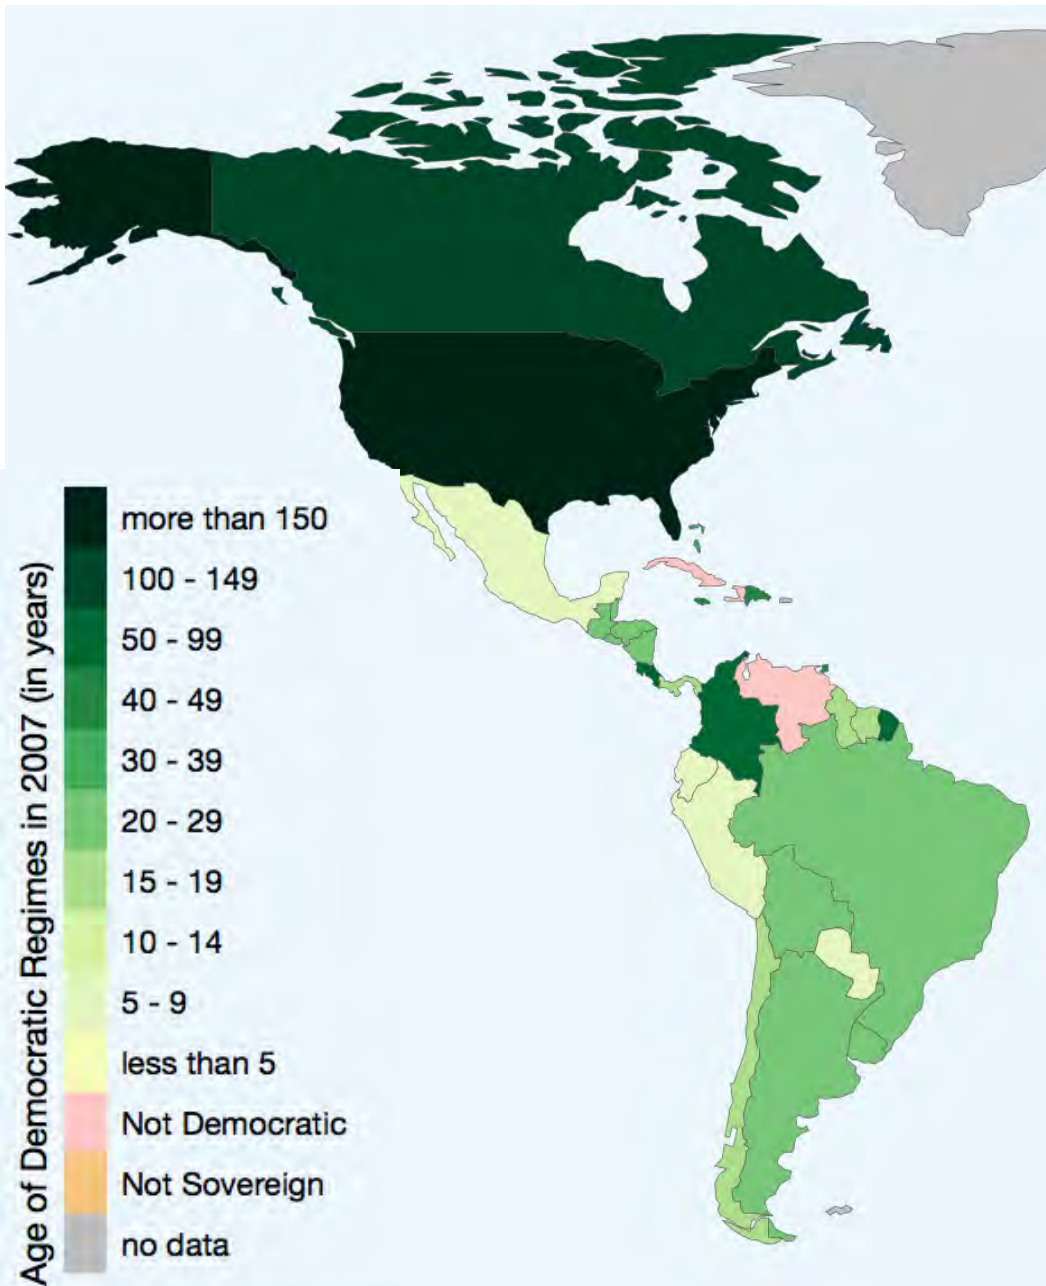 Age of Democratic Regimes in 2007 (in years)
more than 150
100 - 149
50 - 99
40 - 49
30 - 39
20 - 29
15 - 19
10 - 14
5 - 9
less than 5
Not Democratic
Not Sovereign
no data